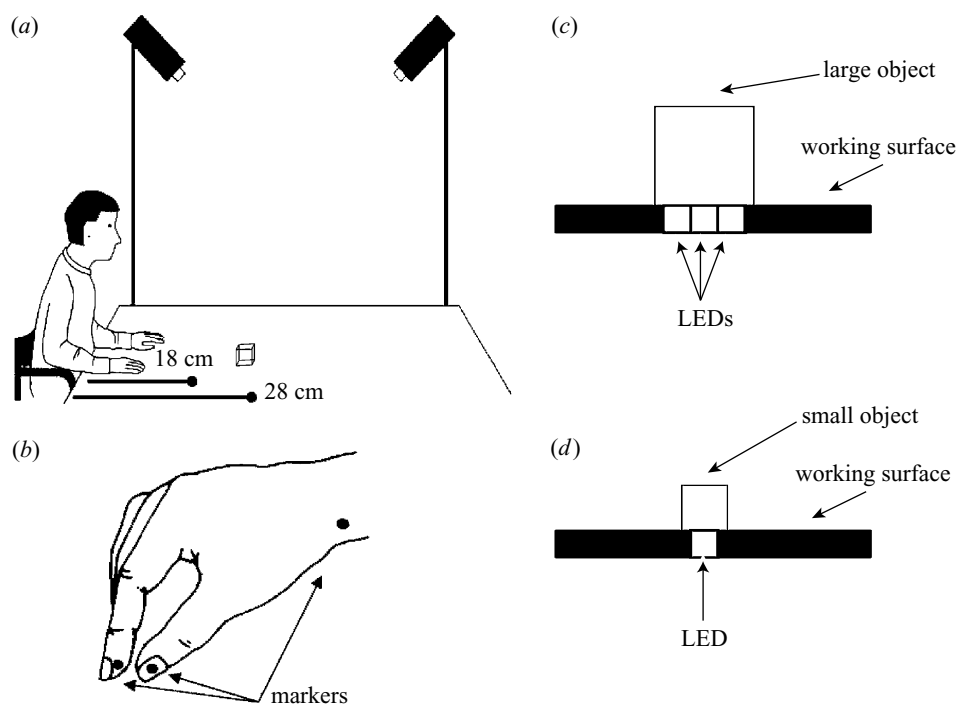 (a)
18 cm
28 cm
(b)
markers
(c)
large object
working surface
LEDs
(d)
small object
working surface
LED